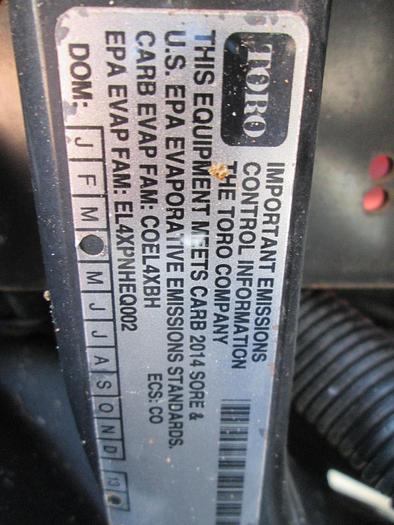 TORO
IMPORTANT EMISSIONS
CONTROL INFORMATION
THE TORO COMPANY
THIS EQUIPMENT MEETS CARB 2014 SORE &
U.S. EPA EVAPORATIVE EMISSIONS STANDARDS.
ECS: CO
CARB EVAP FAM: COEL4XBH
EPA EVAP FAM: EL4XPNHEQ002
DOM: J F M M J J A S O N D 13